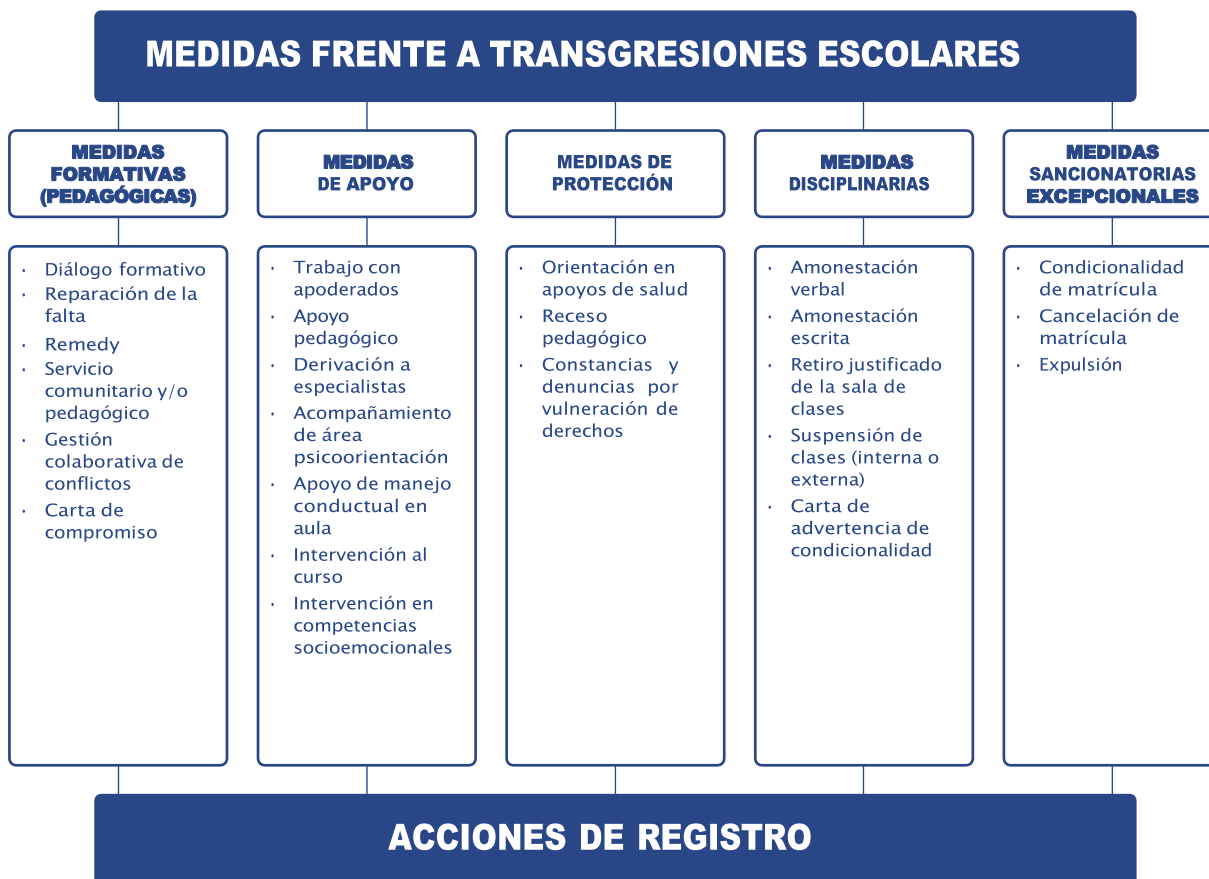 MEDIDAS FRENTE A TRANSGRESIONES ESCOLARES
MEDIDAS
FORMATIVAS
(PEDAGÓGICAS)
· Diálogo formativo
· Reparación de la
falta
· Remedy
· Servicio
comunitario y/o
pedagógico
· Gestión
colaborativa de
conflictos
· Carta de
compromiso
MEDIDAS
DE APOYO
· Trabajo con
apoderados
· Apoyo
pedagógico
· Derivación a
especialistas
· Acompañamiento
de área
psicoorientación
· Apoyo de manejo
conductual en
aula
· Intervención al
curso
· Intervención en
competencias
socioemocionales
MEDIDAS DE
PROTECCIÓN
· Orientación en
apoyos de salud
· Receso
pedagógico
· Constancias y
denuncias por
vulneración de
derechos
MEDIDAS
DISCIPLINARIAS
· Amonestación
verbal
· Amonestación
escrita
· Retiro justificado
de la sala de
clases
· Suspensión de
clases (interna o
externa)
· Carta de
advertencia de
condicionalidad
MEDIDAS
SANCIONATORIAS
EXCEPCIONALES
· Condicionalidad
de matrícula
· Cancelación de
matrícula
· Expulsión
ACCIONES DE REGISTRO